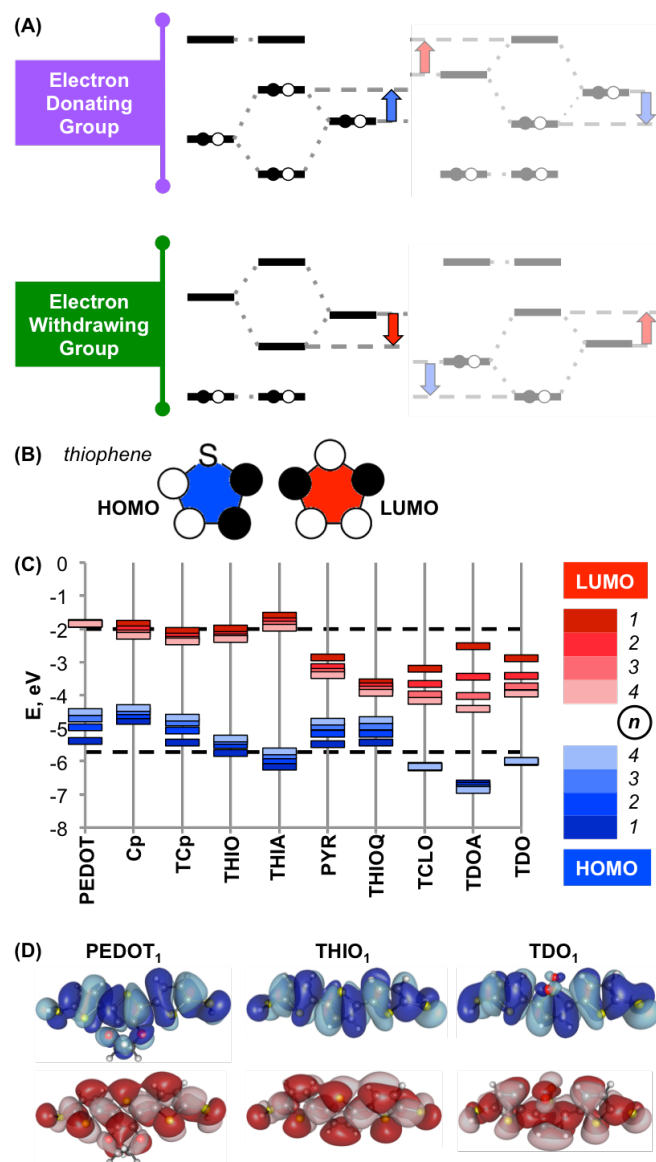 (A)
Electron
Donating
Group
Electron
Withdrawing
Group
(B) thiophene
S
HOMO
LUMO
(C)
0
-1
-2
-3
-4
-5
-6
-7
-8
E, eV
PEDOT
Cp
TCp
THIO
THIA
PYR
THIOQ
TCLO
TDOA
TDO
LUMO
1
2
3
4
n
4
3
2
1
HOMO
(D)
PEDOT₁ THIO₁ TDO₁